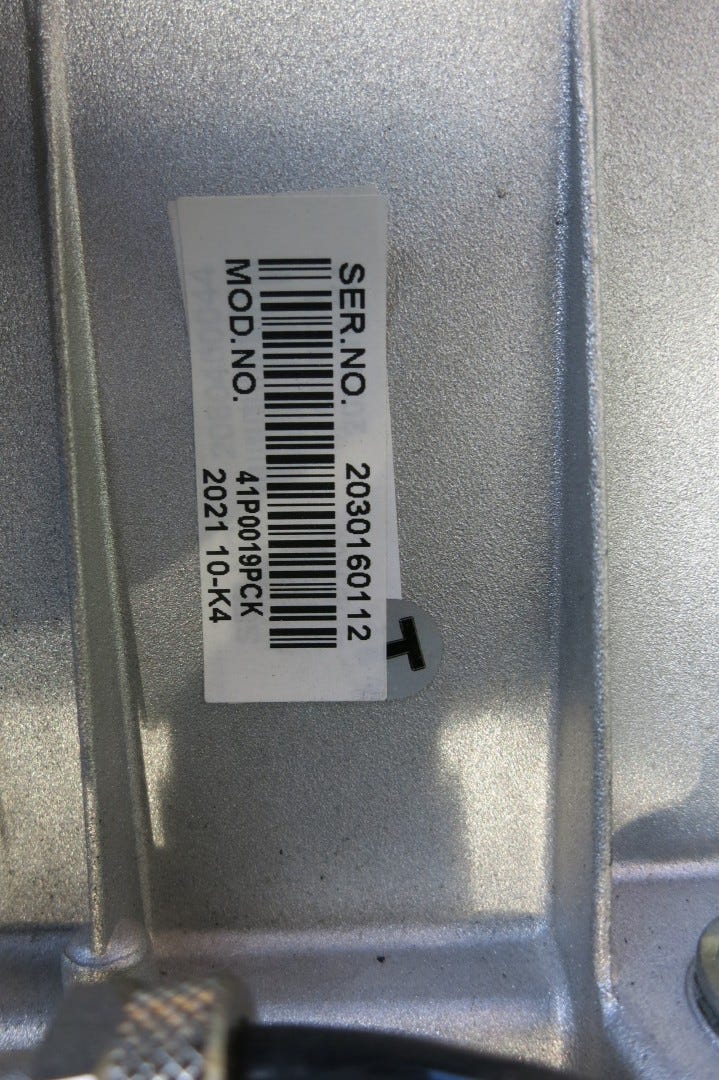 SER.NO. 2030160112
MOD.NO. 41P0019PCK
2021 10-K4
T